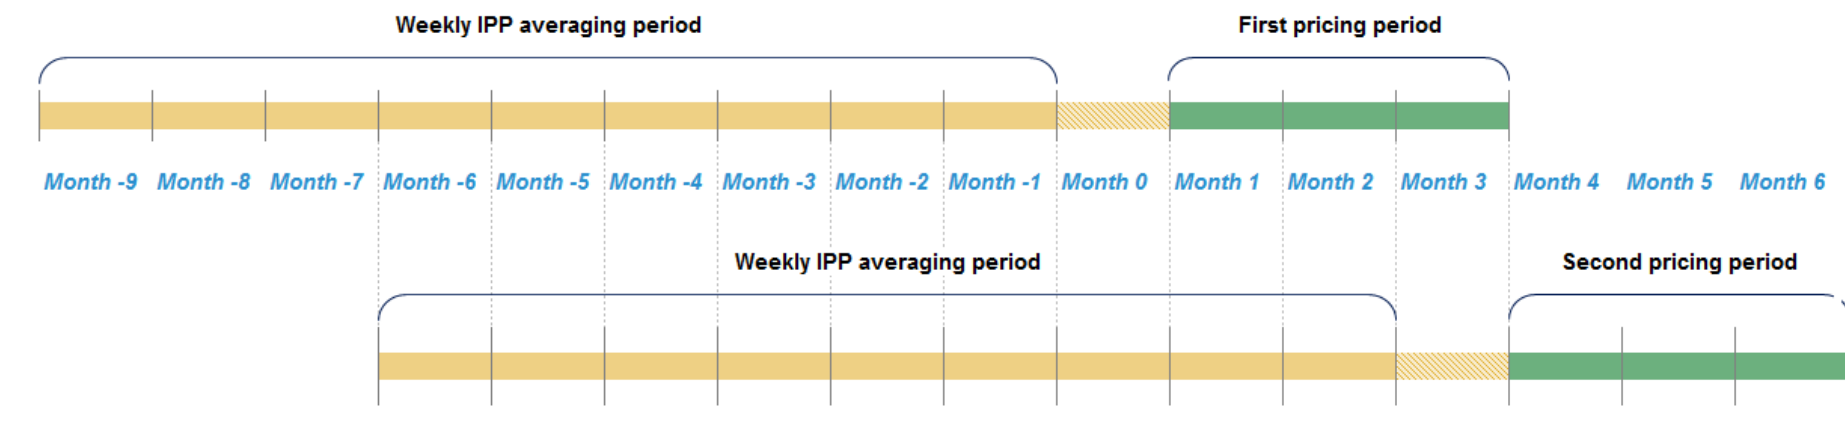 Weekly IPP averaging period First pricing period
Month -9 Month -8 Month -7 Month -6 Month -5 Month -4 Month -3 Month -2 Month -1 Month 0 Month 1 Month 2 Month 3 Month 4 Month 5 Month 6
Weekly IPP averaging period Second pricing period